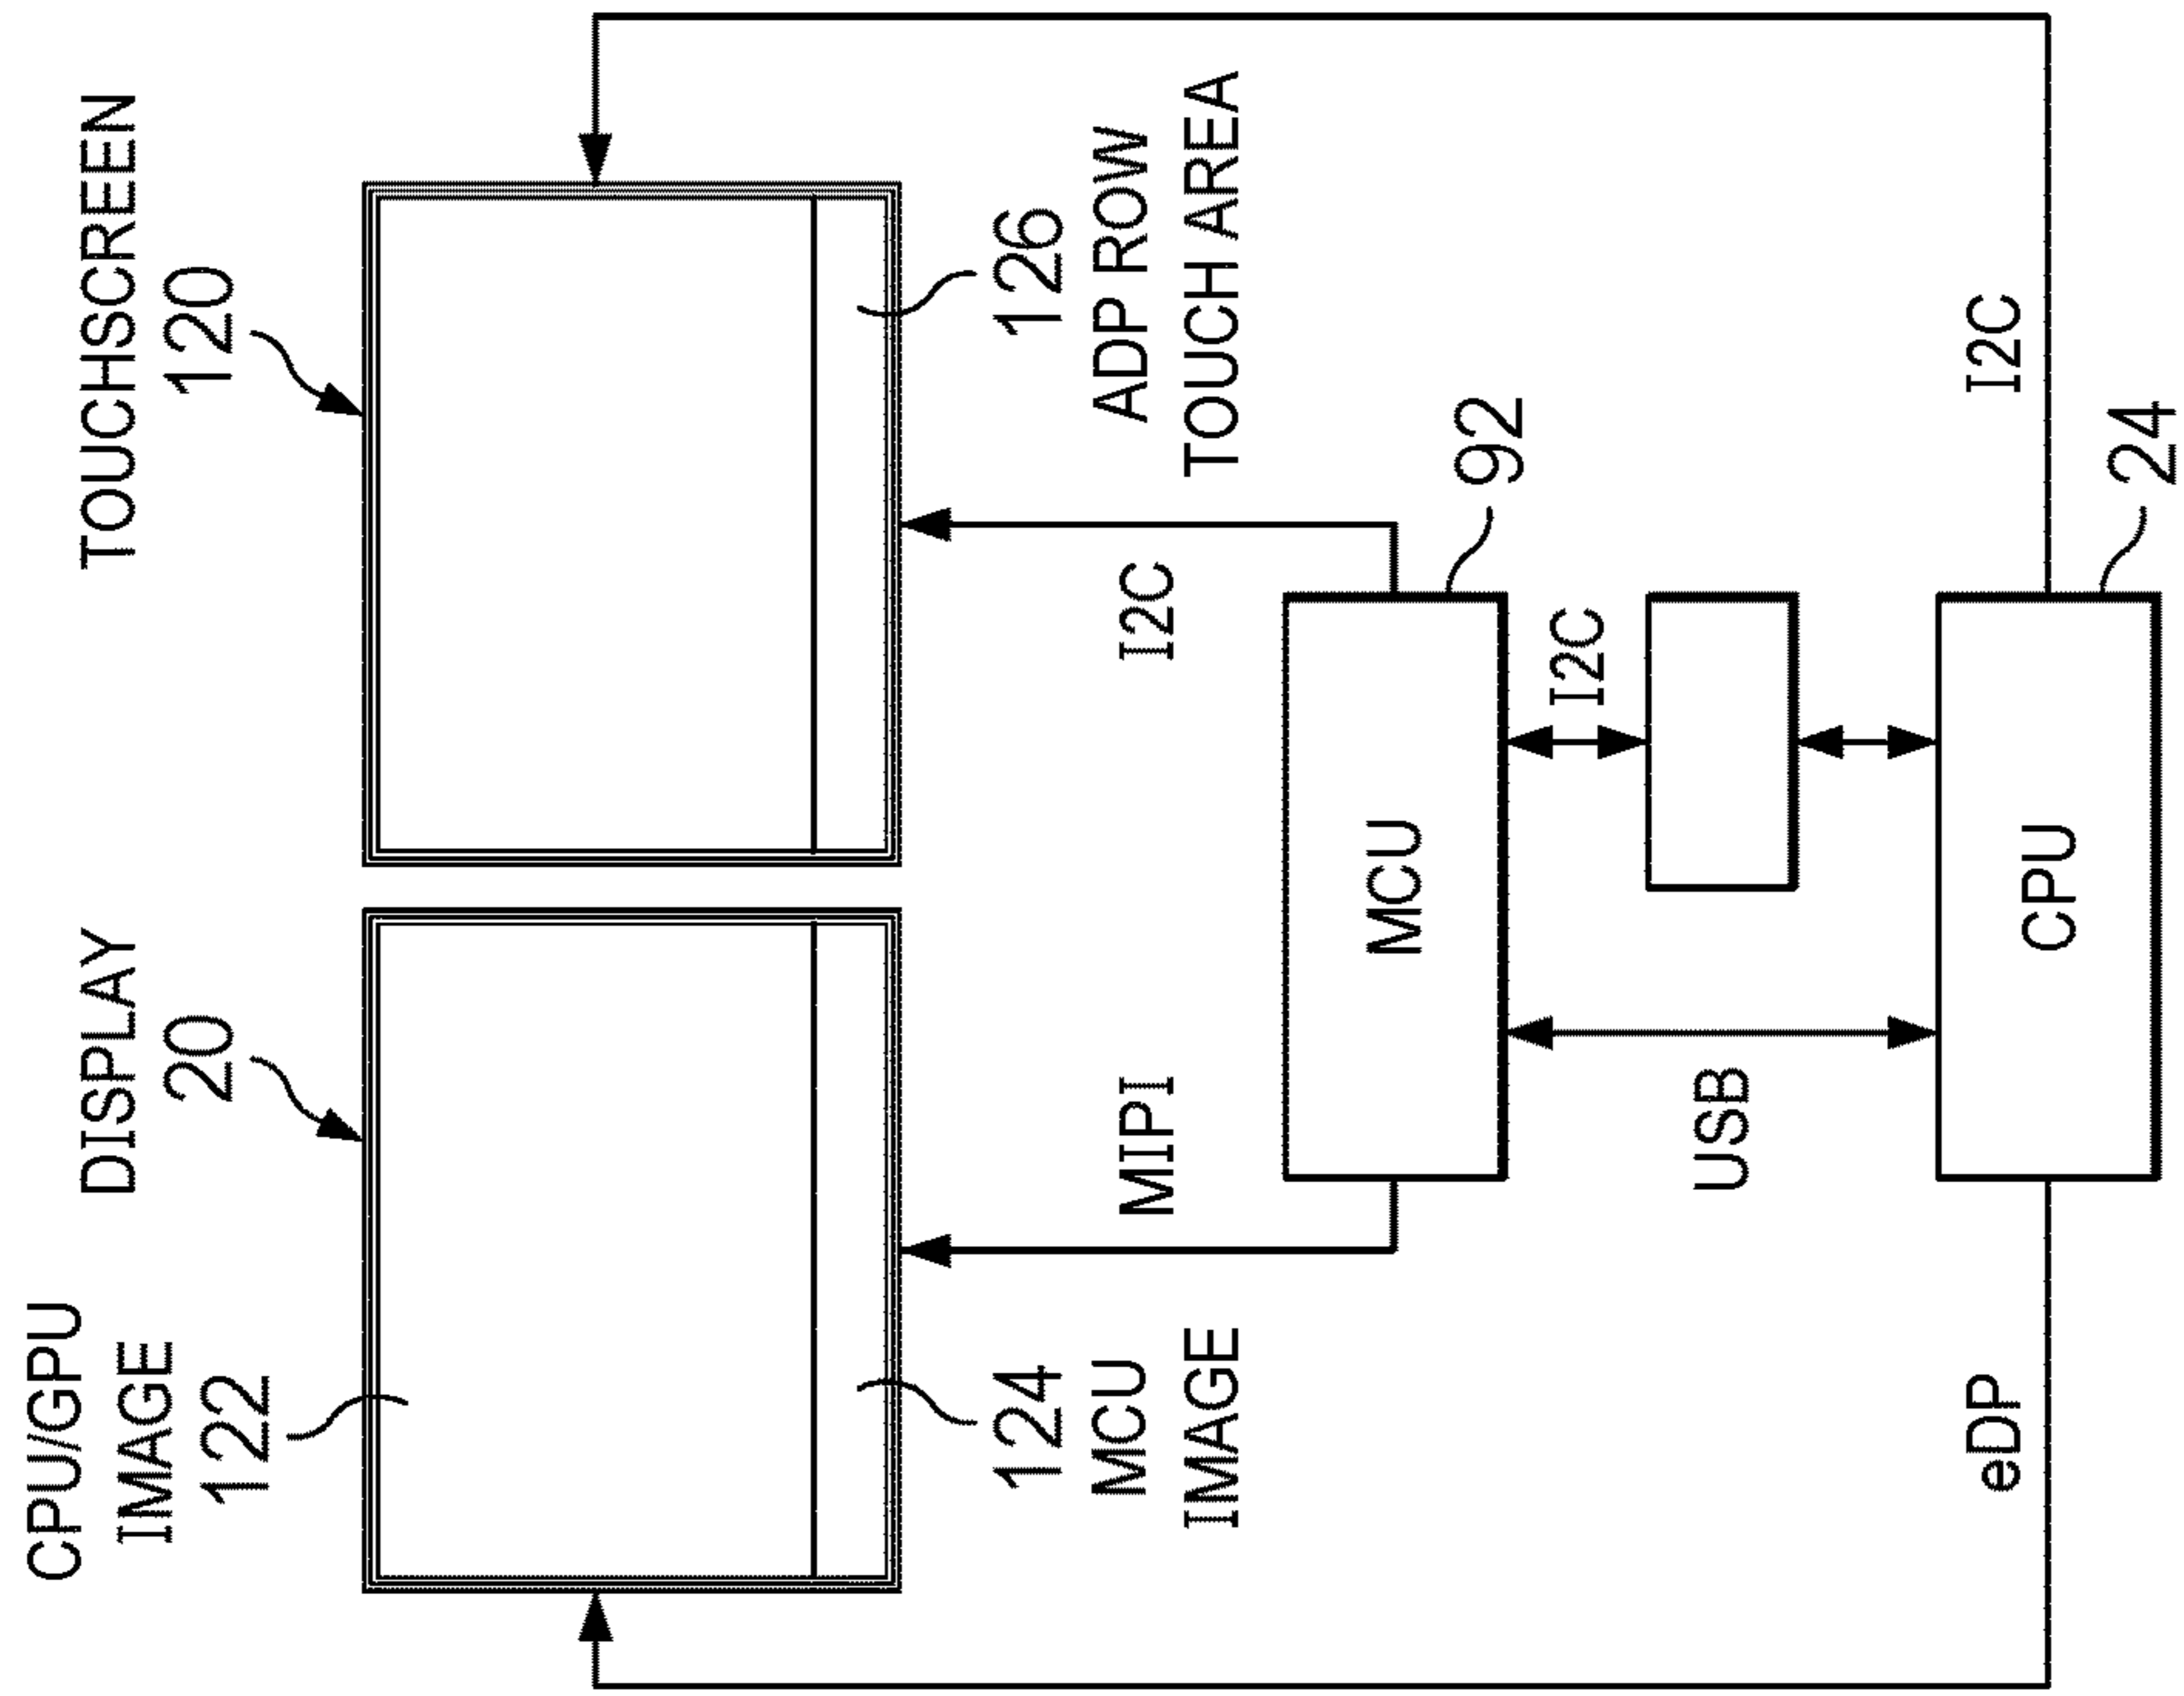 CPU/GPU
IMAGE
122
DISPLAY
20
TOUCHSCREEN
120
124
MCU
IMAGE
MIPI
I2C
126
ADP ROW
TOUCH AREA
MCU
92
I2C
USB
eDP
CPU
24
I2C